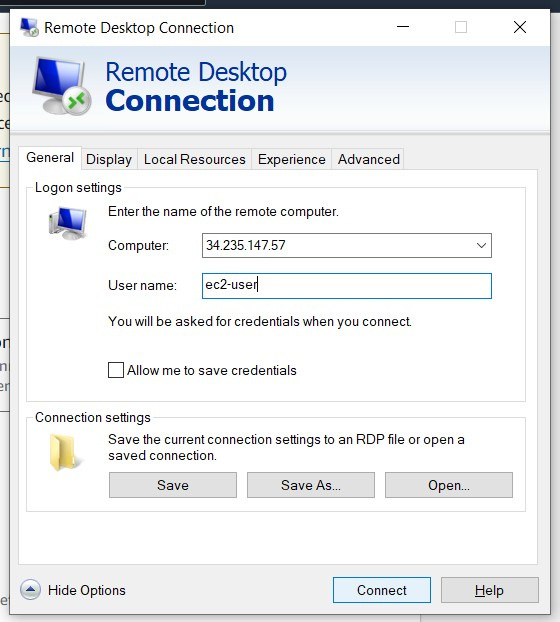 Remote Desktop Connection
Remote Desktop
Connection
General Display Local Resources Experience Advanced
Logon settings
Enter the name of the remote computer.
Computer: 34.235.147.57
User name: ec2-user
You will be asked for credentials when you connect.
Allow me to save credentials
Connection settings
Save the current connection settings to an RDP file or open a
saved connection.
Save Save As... Open...
Hide Options Connect Help